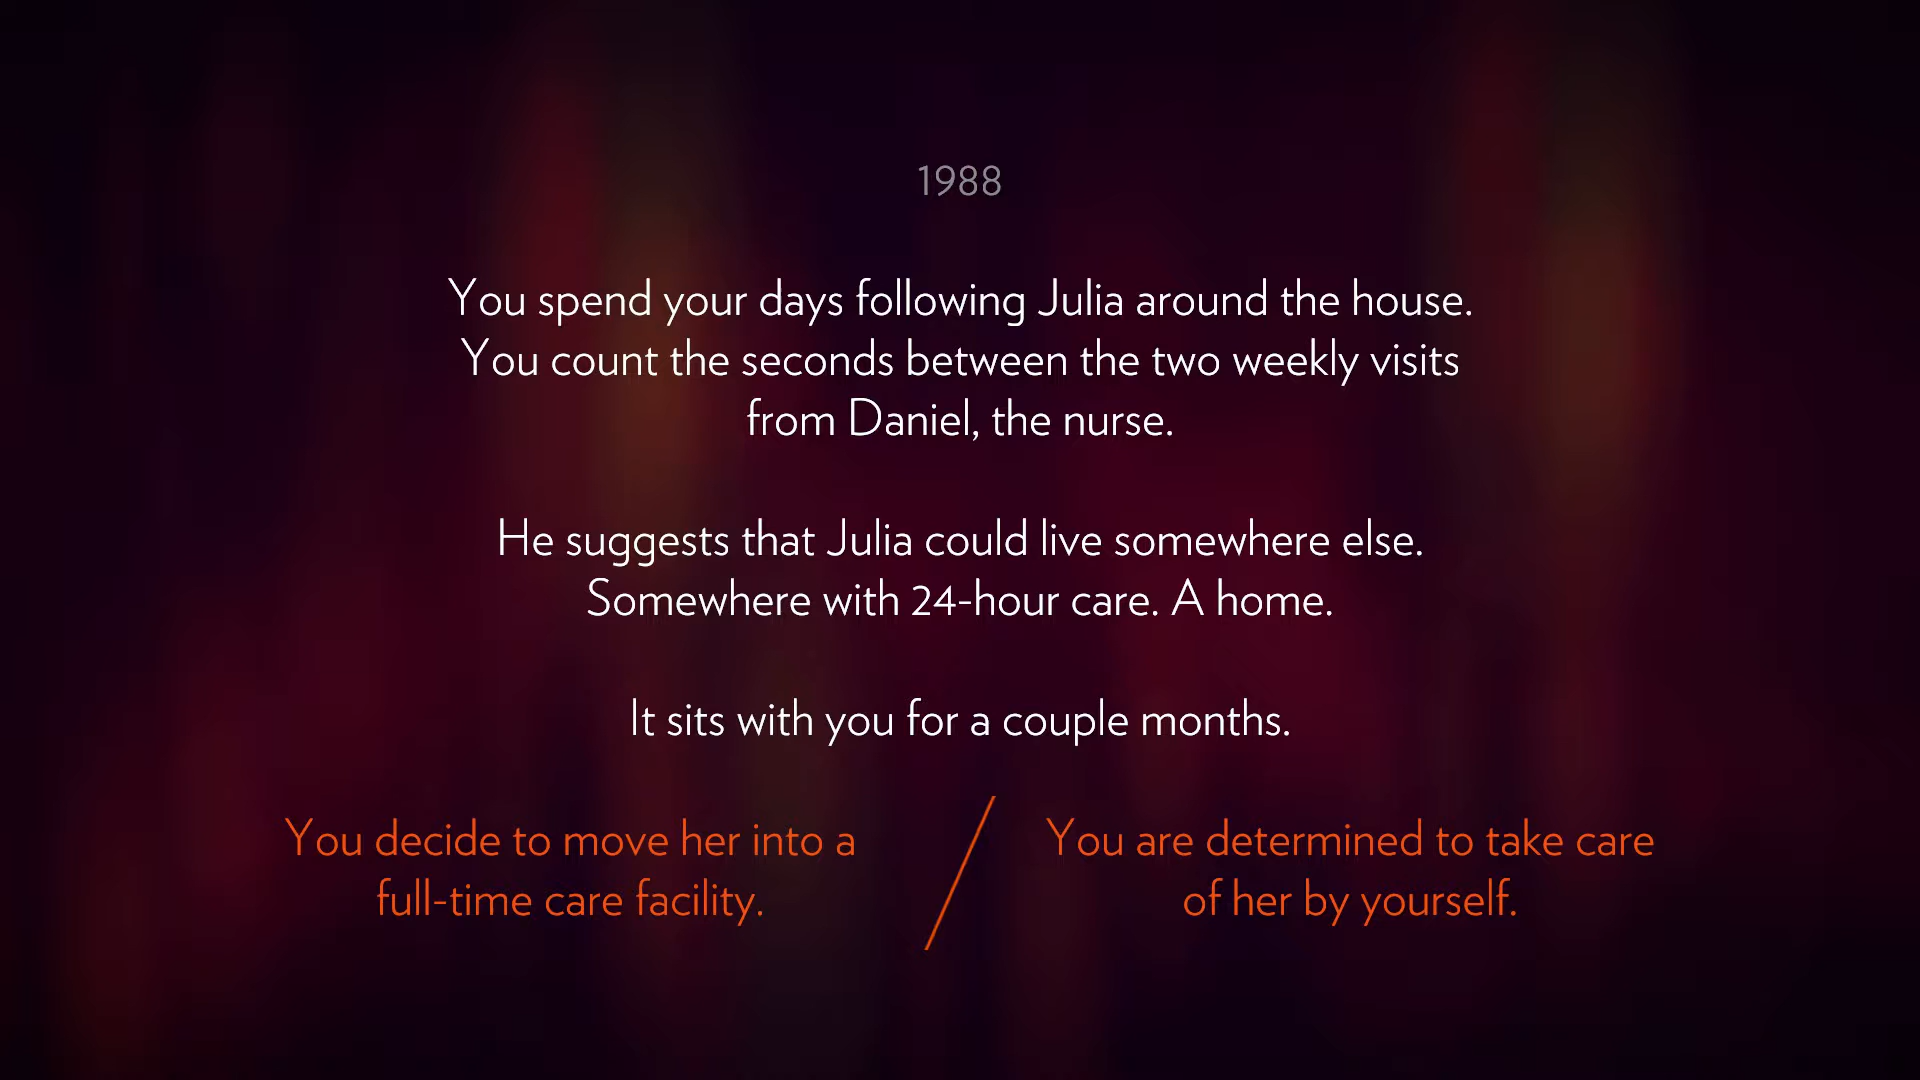 1988
You spend your days following Julia around the house.
You count the seconds between the two weekly visits
from Daniel, the nurse.
He suggests that Julia could live somewhere else.
Somewhere with 24-hour care. A home.
It sits with you for a couple months.
You decide to move her into a
full-time care facility.
You are determined to take care
of her by yourself.